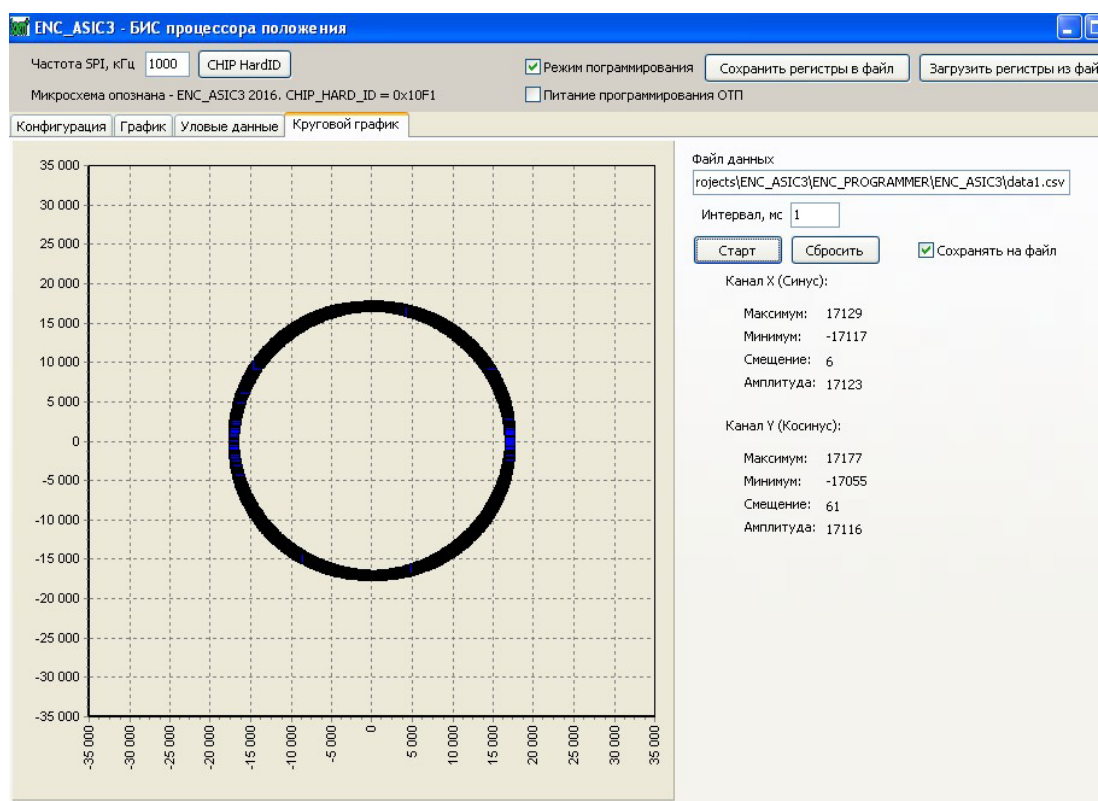 ENC_ASIC3 - БИС процессора положения
Частота SPI, кГц 1000 CHIP HardID
Режим пограммирования Сохранить регистры в файл Загрузить регистры из фай
Микросхема опознана - ENC_ASIC3 2016. CHIP_HARD_ID = 0x10F1
Питание программирования ОТП
Конфигурация График Уловые данные Круговой график
35 000
30 000
25 000
20 000
15 000
10 000
5 000
0
-5 000
-10 000
-15 000
-20 000
-25 000
-30 000
-35 000
-35 000 -30 000 -25 000 -20 000 -15 000 -10 000 -5 000 0 5 000 10 000 15 000 20 000 25 000 30 000 35 000
Файл данных
rojects\ENC_ASIC3\ENC_PROGRAMMER\ENC_ASIC3\data1.csv
Интервал, мс 1
Старт Сбросить Сохранять на файл
Канал X (Синус):
Максимум: 17129
Минимум: -17117
Смещение: 6
Амплитуда: 17123
Канал Y (Косинус):
Максимум: 17177
Минимум: -17055
Смещение: 61
Амплитуда: 17116